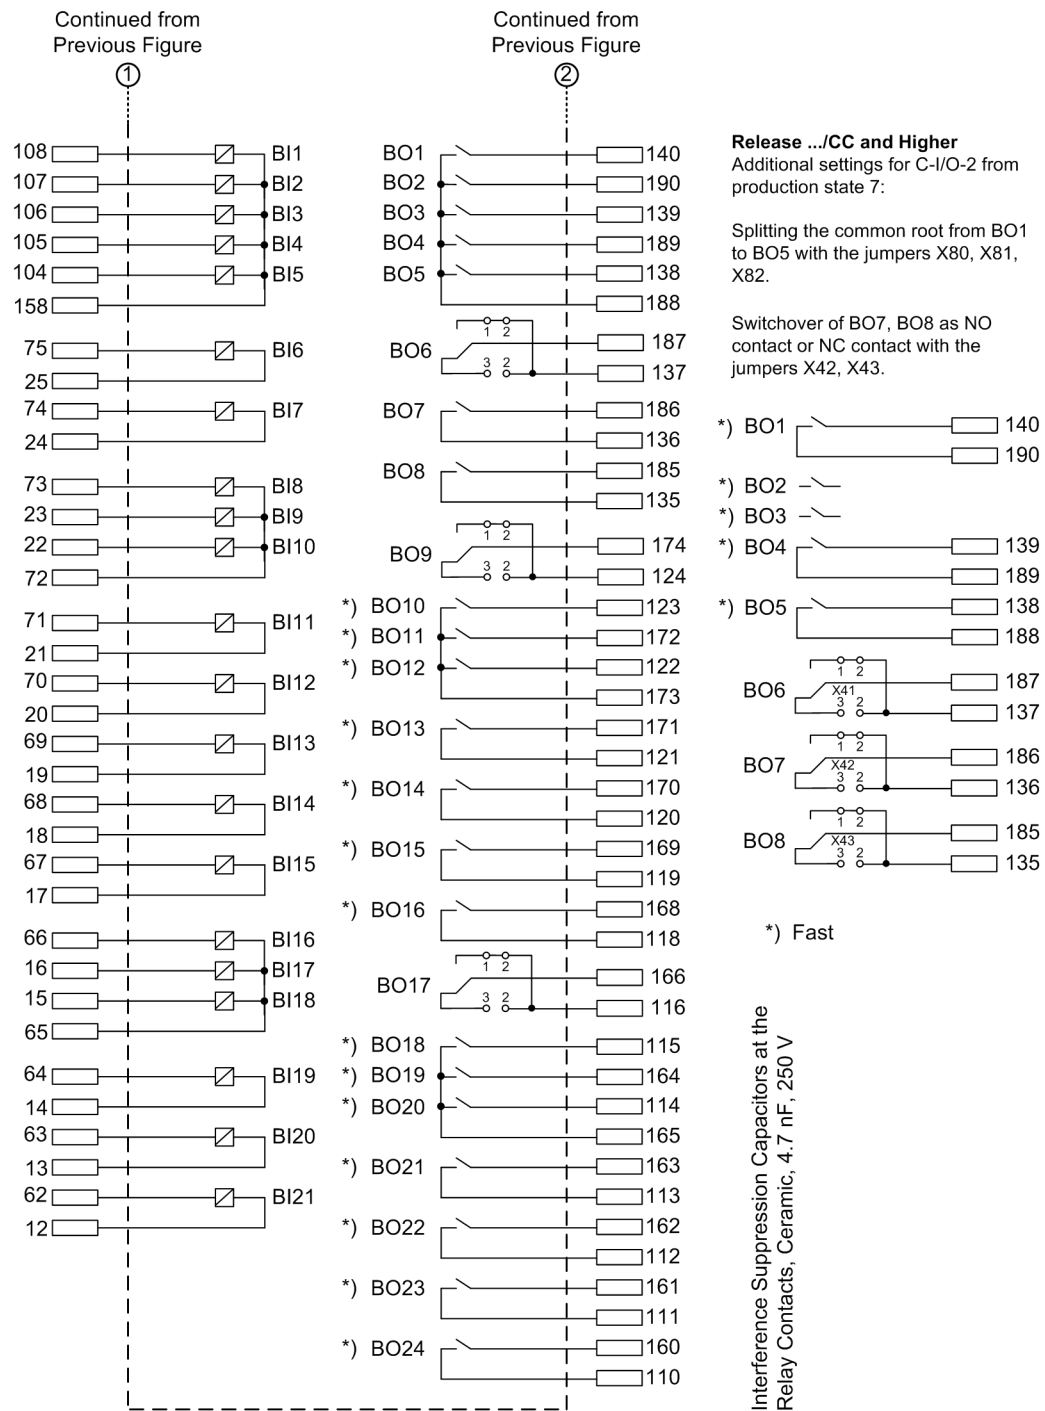 Continued from
Previous Figure
1
108 BI1
107 BI2
106 BI3
105 BI4
104 BI5
158
75 BI6
25
74 BI7
24
73 BI8
23 BI9
22 BI10
72
71 BI11
21
70 BI12
20
69 BI13
19
68 BI14
18
67 BI15
17
66 BI16
16 BI17
15 BI18
65
64 BI19
14
63 BI20
13
62 BI21
12
Continued from
Previous Figure
2
BO1 140
BO2 190
BO3 139
BO4 189
BO5 138
188
1 2
BO6 187
3 2
137
BO7 186
136
BO8 185
135
1 2
BO9 174
3 2
124
*) BO10 123
*) BO11 172
*) BO12 122
173
*) BO13 171
121
*) BO14 170
120
*) BO15 169
119
*) BO16 168
118
1 2
BO17 166
3 2
116
*) BO18 115
*) BO19 164
*) BO20 114
165
*) BO21 163
113
*) BO22 162
112
*) BO23 161
111
*) BO24 160
110
Release .../CC and Higher
Additional settings for C-I/O-2 from
production state 7:
Splitting the common root from BO1
to BO5 with the jumpers X80, X81,
X82.
Switchover of BO7, BO8 as NO
contact or NC contact with the
jumpers X42, X43.
*) BO1 140
190
*) BO2
*) BO3
*) BO4 139
189
*) BO5 138
188
1 2
BO6 X41 187
3 2
137
1 2
BO7 X42 186
3 2
136
1 2
BO8 X43 185
3 2
135
*) Fast
Interference Suppression Capacitors at the
Relay Contacts, Ceramic, 4.7 nF, 250 V